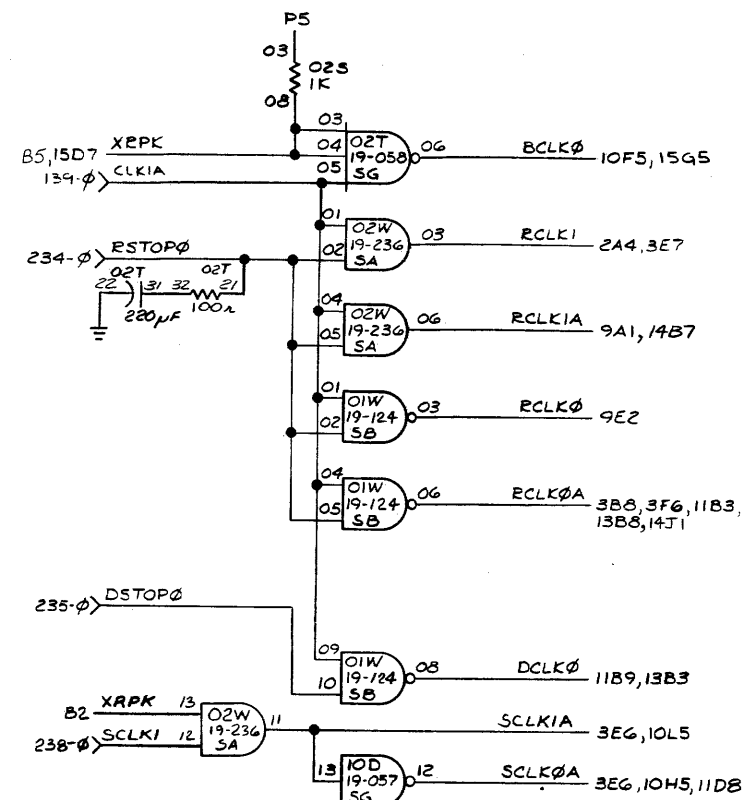 P5
03
02S
1K
08
03
B5,15D7 XRPK 04 02T 06 BCLKØ 10F5, 15G5
19-058
139-Ø CLK1A 05 SG
01
02W 03 RCLK1 2A4, 3E7
234-Ø RSTOPØ 02 19-236
SA
22 02T 31 32 02T 21
220μF 100Ω
04
02W 06 RCLK1A 9A1, 14B7
19-236
05 SA
01
01W 03 RCLKØ 9E2
19-124
02 SB
04
01W 06 RCLKØA 3B8, 3F6, 11B3,
19-124 13B8, 14J1
05 SB
235-Ø DSTOPØ
09
01W 08 DCLKØ 11B9, 13B3
19-124
10 SB
B2 XRPK 13 02W 11 SCLK1A 3E6, 10L5
19-236
238-Ø SCLK1 12 SA
10D
13 19-057 12 SCLKØA 3E6, 10H5, 11D8
SG